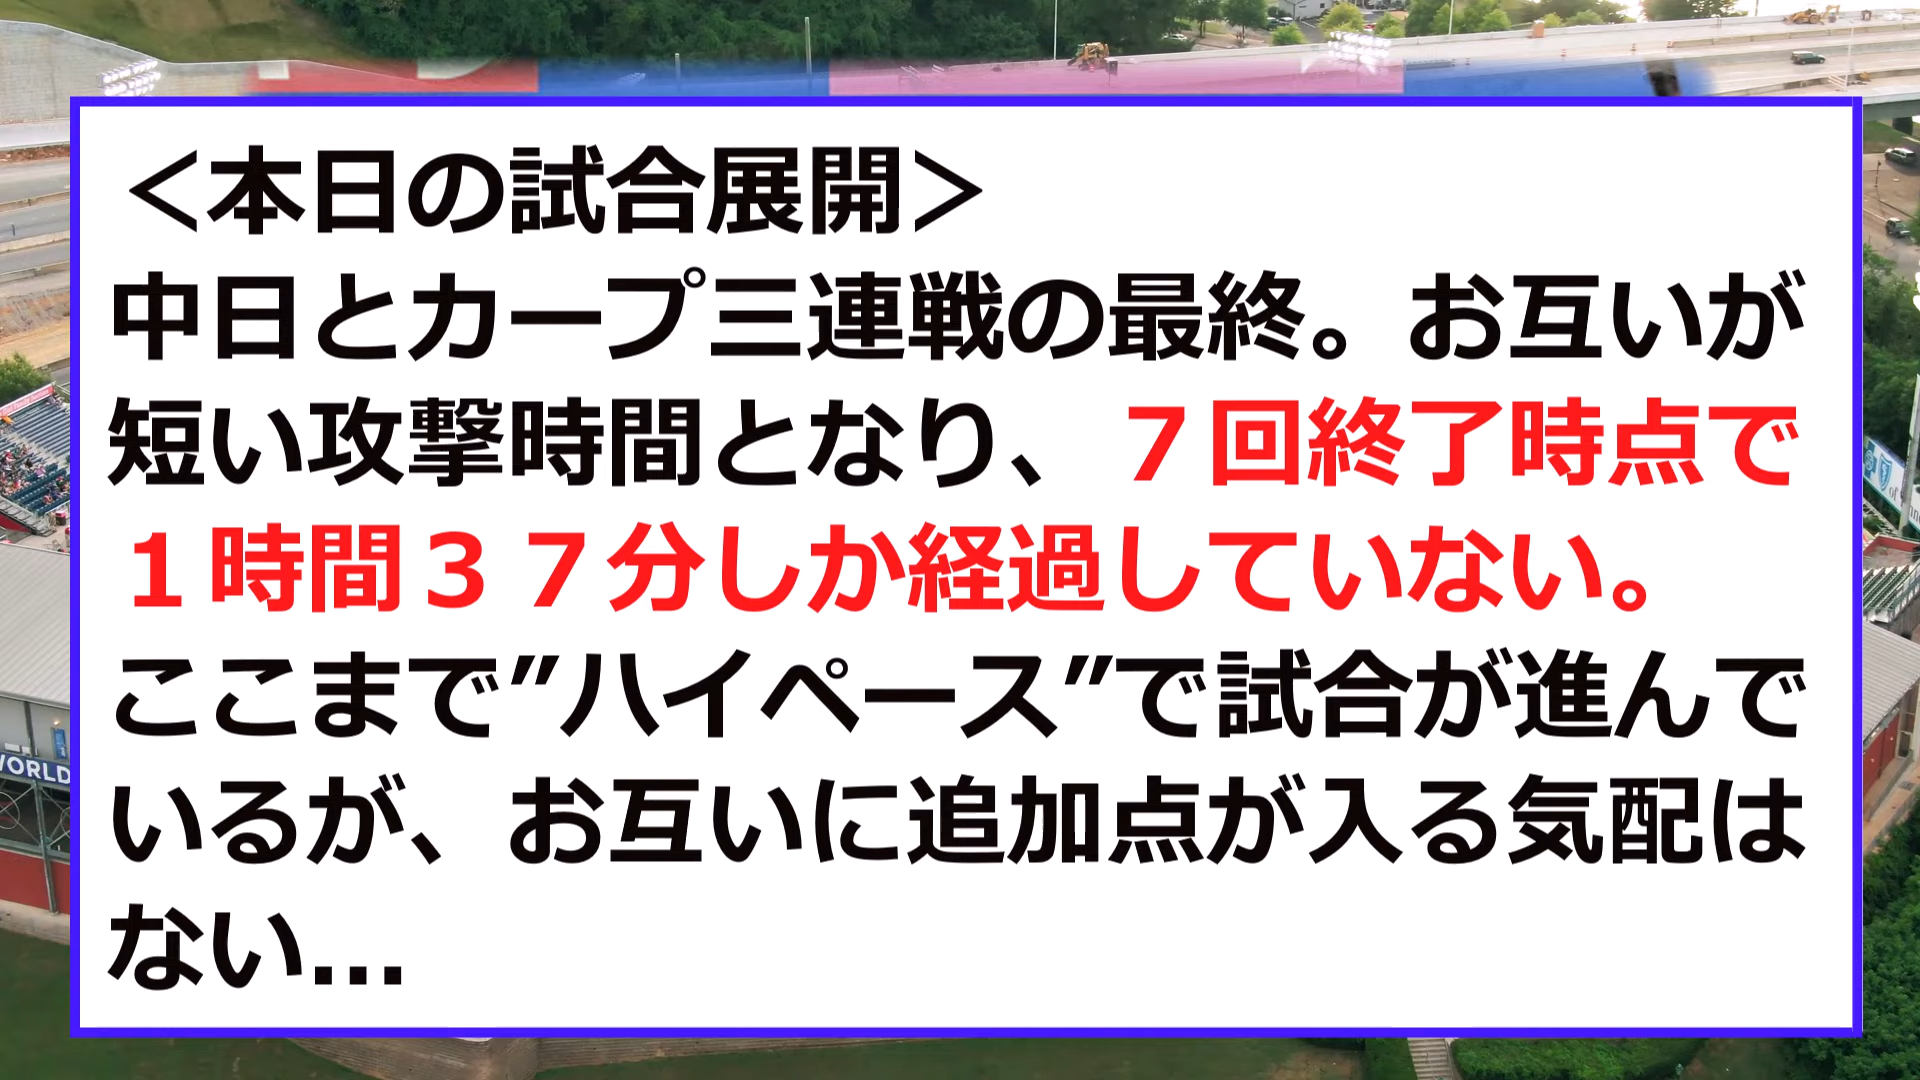 ＜本日の試合展開＞
中日とカープ三連戦の最終。お互いが
短い攻撃時間となり、７回終了時点で
１時間３７分しか経過していない。
ここまで”ハイペース”で試合が進んで
いるが、お互いに追加点が入る気配は
ない…
WORLD